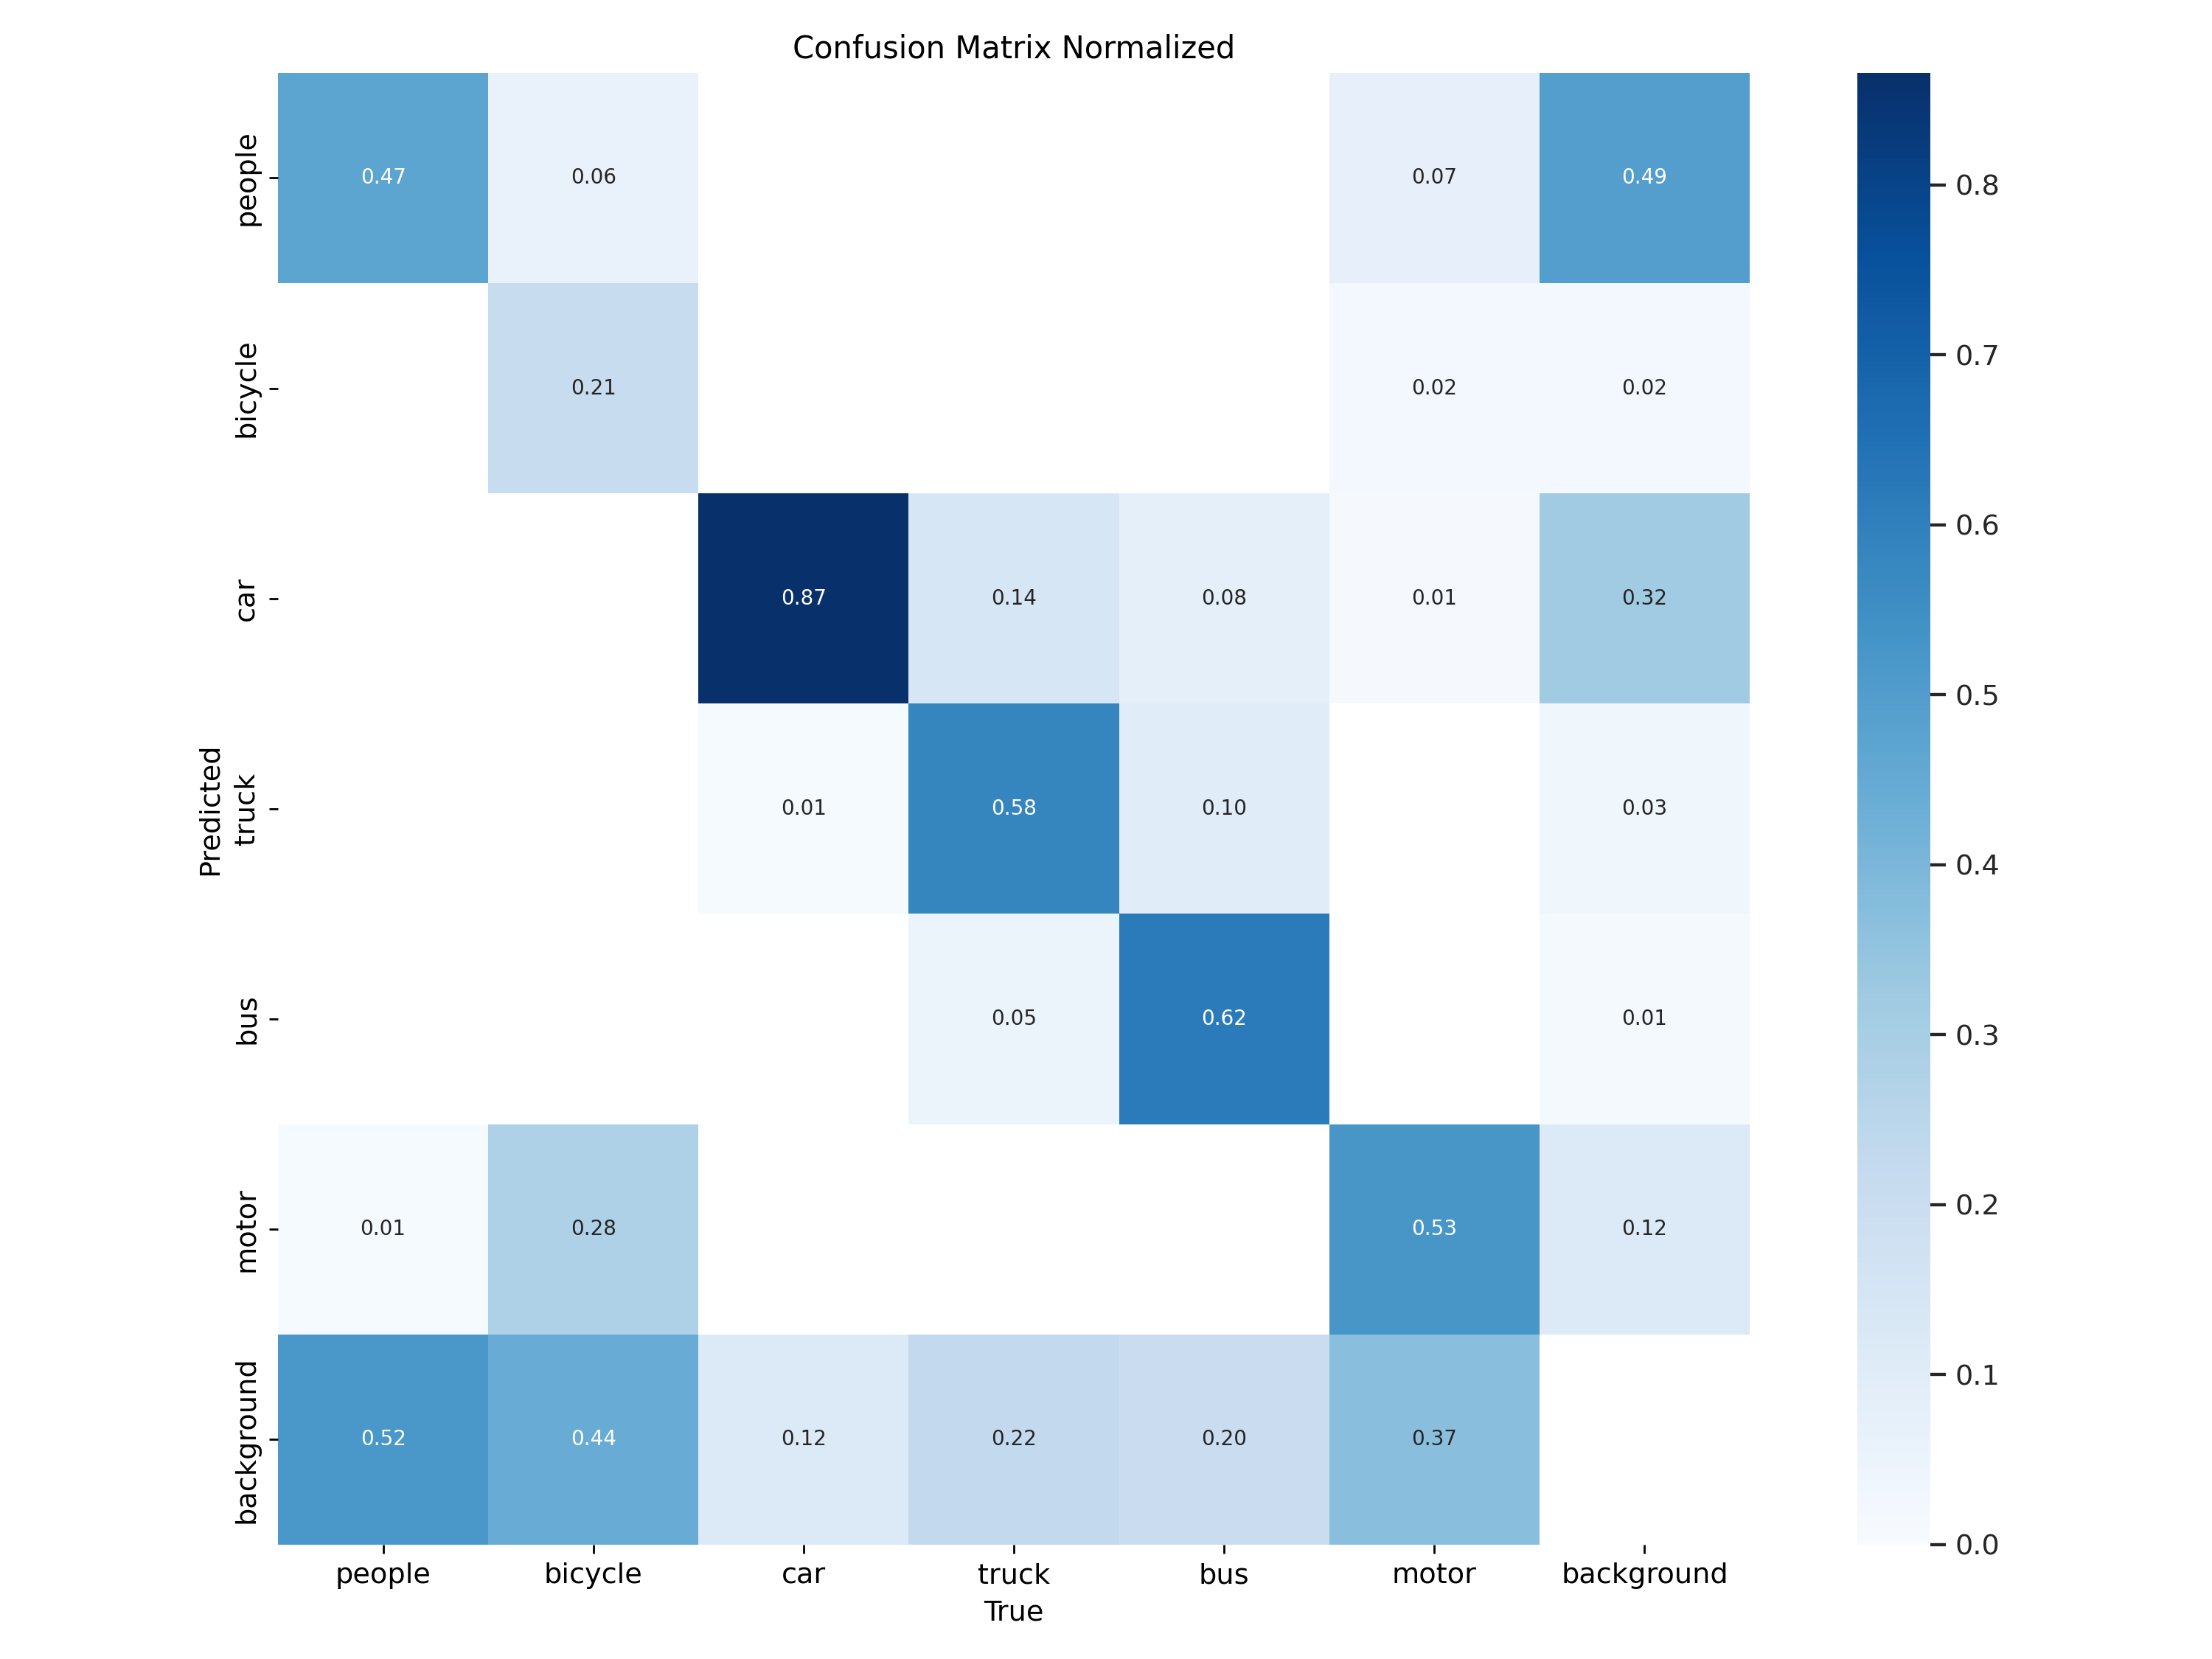 Confusion Matrix Normalized
people 0.47 0.06 0.07 0.49
bicycle 0.21 0.02 0.02
car 0.87 0.14 0.08 0.01 0.32
truck 0.01 0.58 0.10 0.03
bus 0.05 0.62 0.01
motor 0.01 0.28 0.53 0.12
background 0.52 0.44 0.12 0.22 0.20 0.37
people bicycle car truck bus motor background
True
Predicted
0.8
0.7
0.6
0.5
0.4
0.3
0.2
0.1
0.0